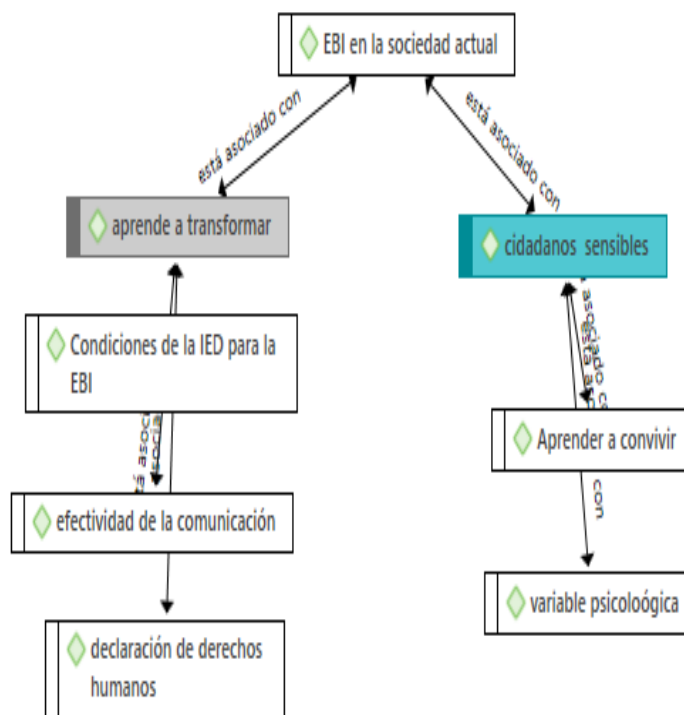 EBI en la sociedad actual
está asociado con
está asociado con
aprende a transformar
cidadanos sensibles
Condiciones de la IED para la
EBI
asociado
Aprender a convivir
con
efectividad de la comunicación
variable psicoloógica
declaración de derechos
humanos